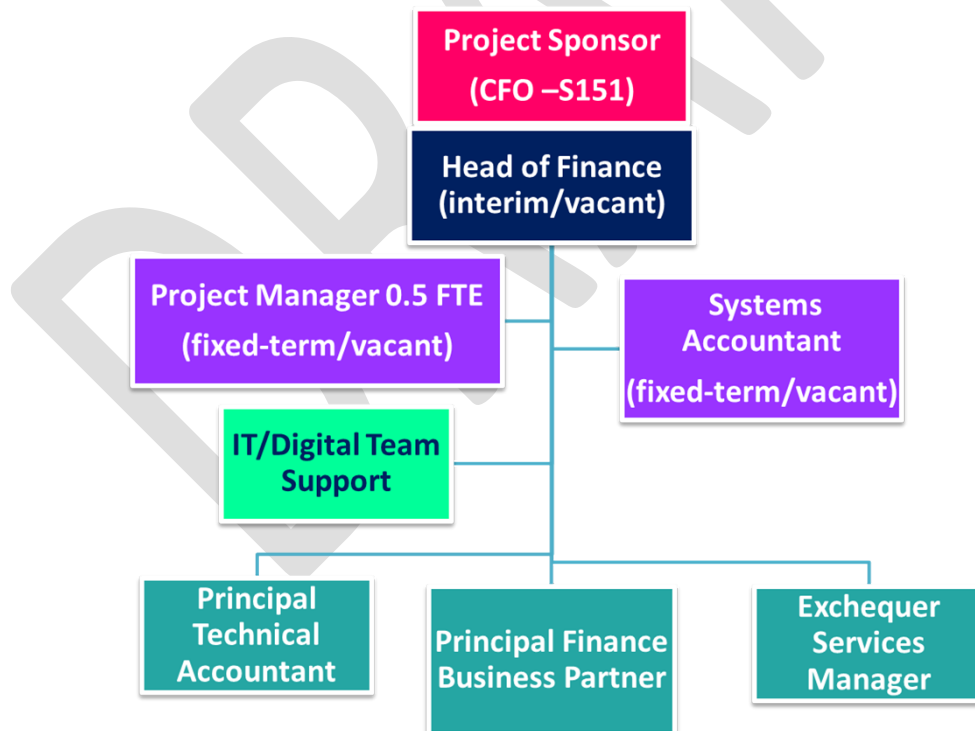 Project Sponsor
(CFO –S151)
Head of Finance
(interim/vacant)
Project Manager 0.5 FTE
(fixed-term/vacant)
Systems
Accountant
(fixed-term/vacant)
IT/Digital Team
Support
Principal
Technical
Accountant
Principal Finance
Business Partner
Exchequer
Services
Manager